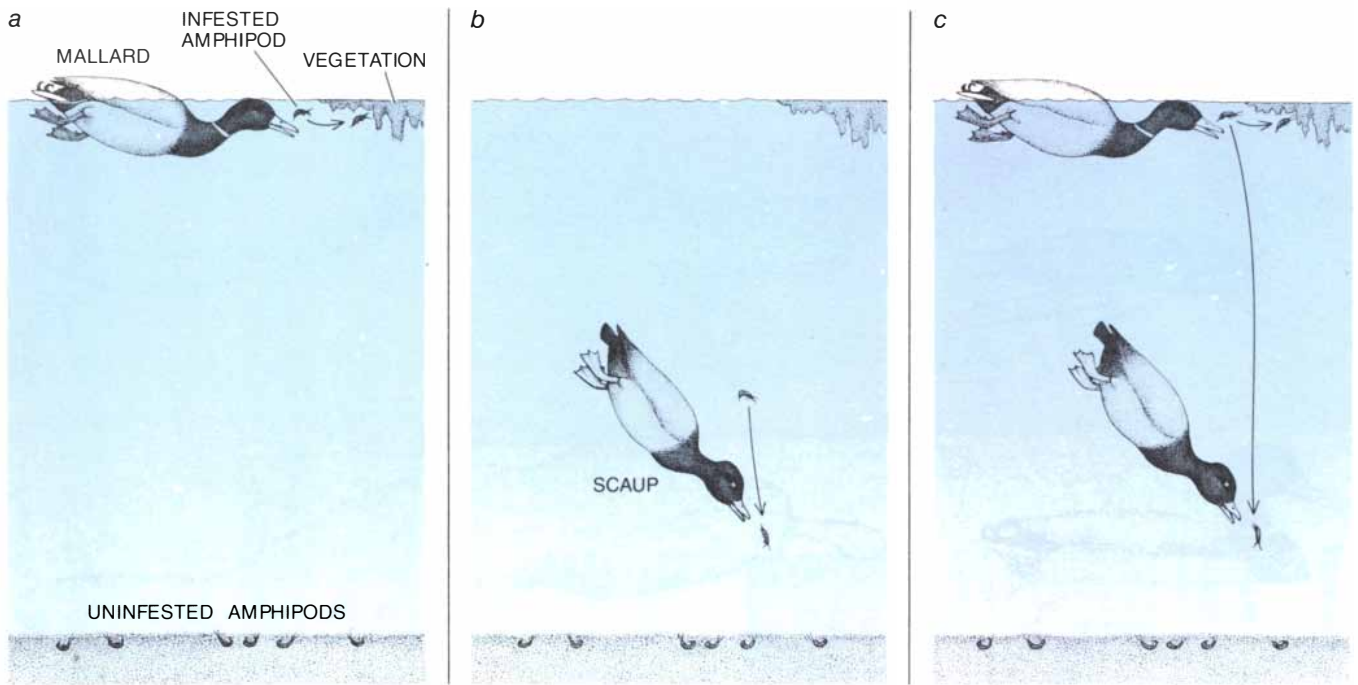 a
INFESTED
AMPHIPOD
MALLARD
VEGETATION
UNINFESTED AMPHIPODS
b
SCAUP
c